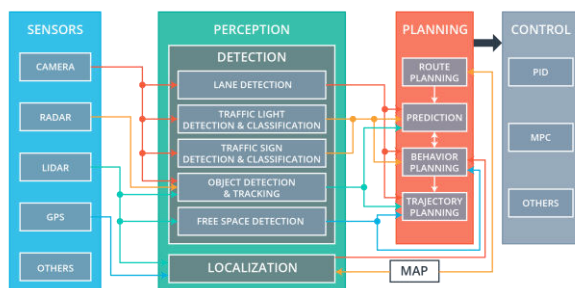 SENSORS
CAMERA
RADAR
LIDAR
GPS
OTHERS
PERCEPTION
DETECTION
LANE DETECTION
TRAFFIC LIGHT
DETECTION & CLASSIFICATION
TRAFFIC SIGN
DETECTION & CLASSIFICATION
OBJECT DETECTION
& TRACKING
FREE SPACE DETECTION
LOCALIZATION
PLANNING
ROUTE
PLANNING
PREDICTION
BEHAVIOR
PLANNING
TRAJECTORY
PLANNING
MAP
CONTROL
PID
MPC
OTHERS